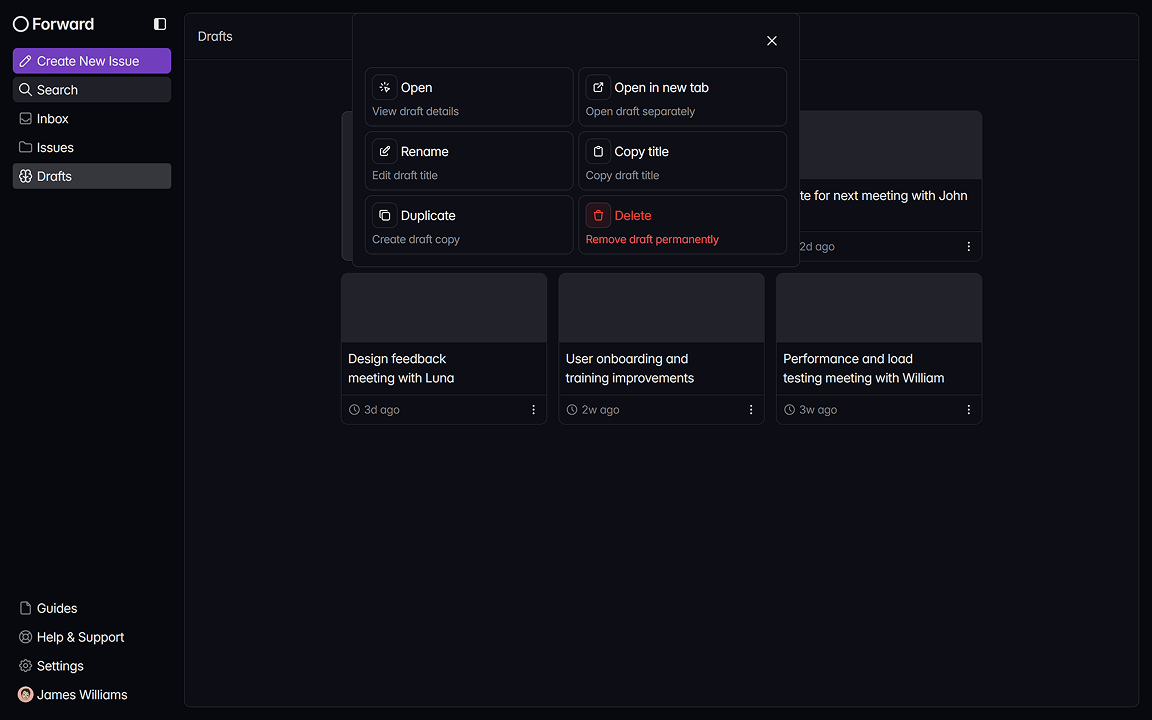 Forward
Create New Issue
Search
Inbox
Issues
Drafts
Guides
Help & Support
Settings
James Williams
Drafts
Open
View draft details
Open in new tab
Open draft separately
Rename
Edit draft title
Copy title
Copy draft title
Duplicate
Create draft copy
Delete
Remove draft permanently
for next meeting with John
2d ago
Design feedback
meeting with Luna
3d ago
User onboarding and
training improvements
2w ago
Performance and load
testing meeting with William
3w ago